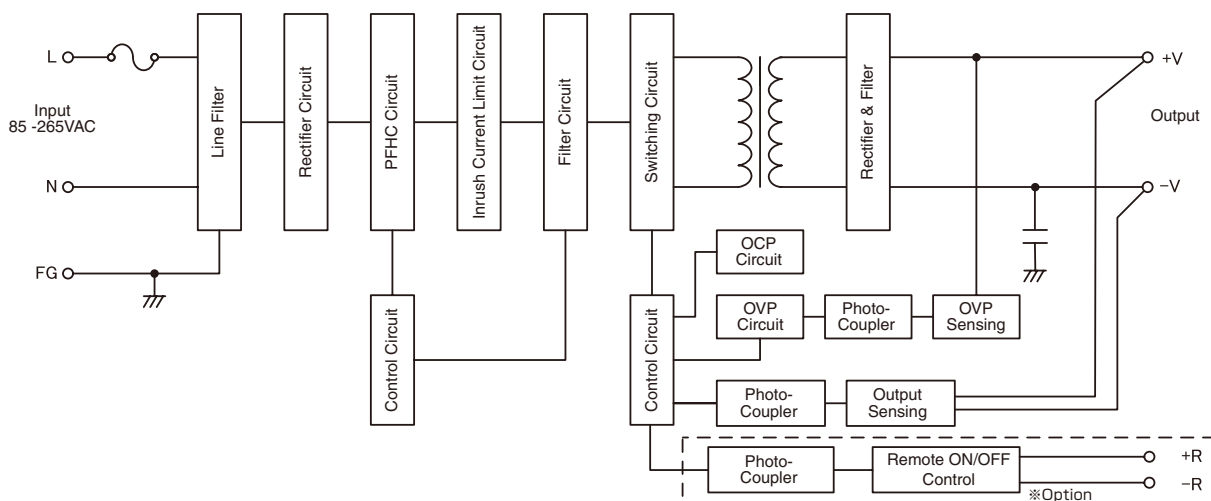 L
Input
85 -265VAC
N
FG
Line Filter
Rectifier Circuit
PFHC Circuit
Inrush Current Limit Circuit
Filter Circuit
Switching Circuit
Rectifier & Filter
+V
Output
−V
Control Circuit
Control Circuit
OCP
Circuit
OVP
Circuit
Photo-
Coupler
OVP
Sensing
Photo-
Coupler
Output
Sensing
Photo-
Coupler
Remote ON/OFF
Control
+R
−R
※Option